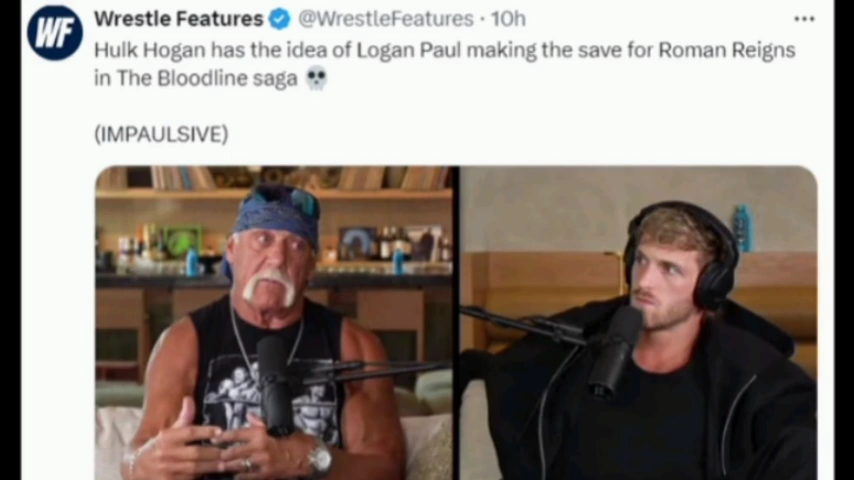 WF Wrestle Features @WrestleFeatures · 10h ...
Hulk Hogan has the idea of Logan Paul making the save for Roman Reigns
in The Bloodline saga 💀
(IMPAULSIVE)